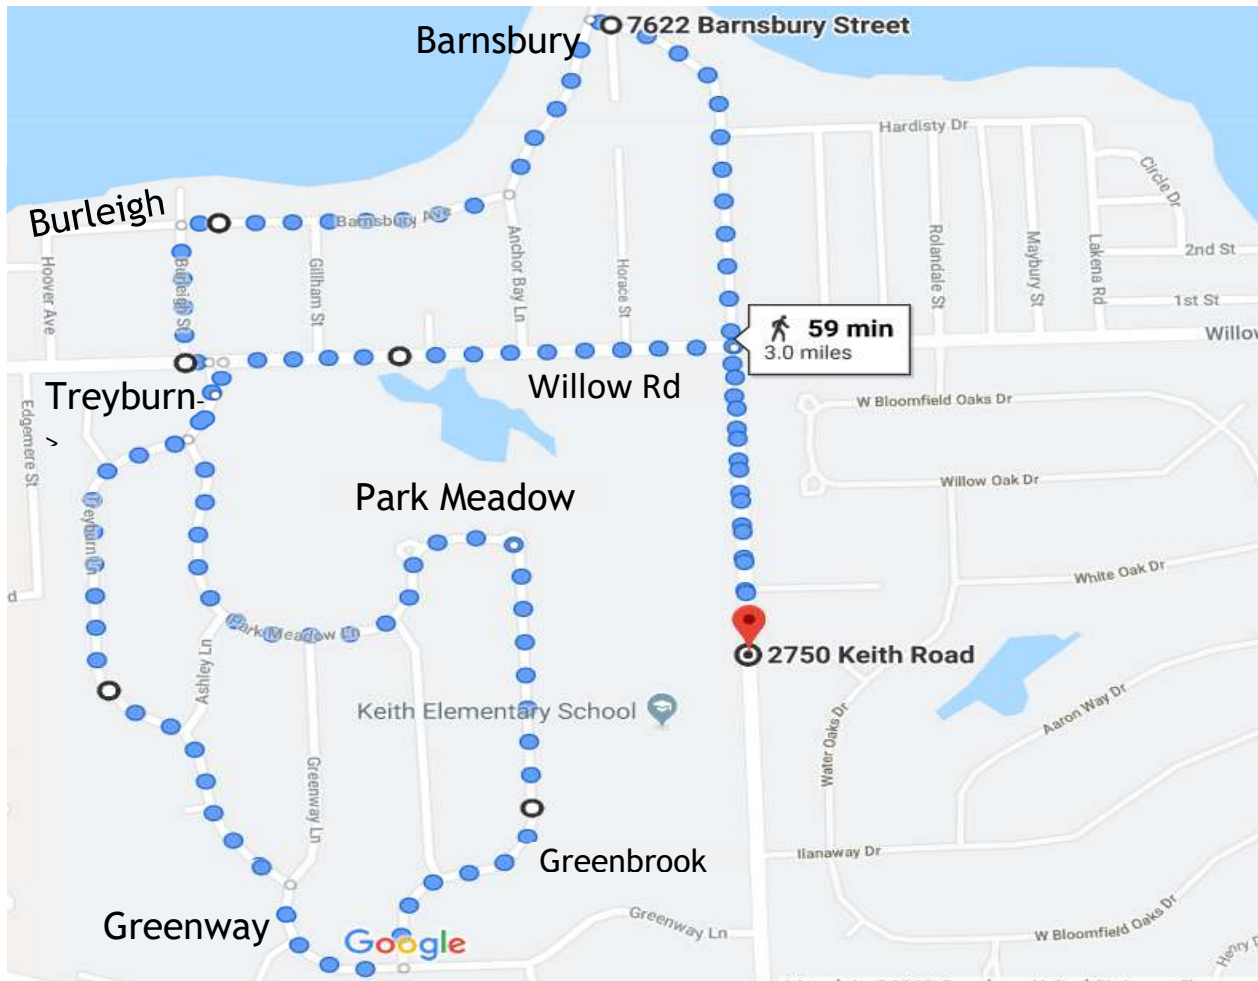 7622 Barnsbury Street
Barnsbury
Hardisty Dr
Circle Dr
Burleigh
Barnsbury Ave
Hoover Ave
Burleigh St
Gillham St
Anchor Bay Ln
Horace St
Rolandale St
Maybury St
Lakena Rd
2nd St
1st St
59 min
3.0 miles
Willow
Treyburn-
>
Willow Rd
W Bloomfield Oaks Dr
Edgemere St
Willow Oak Dr
Park Meadow
Treyburn Ln
White Oak Dr
d
Park Meadow Ln
Ashley Ln
2750 Keith Road
Keith Elementary School
Aaron Way Dr
Water Oaks Dr
Greenway Ln
Ilanaway Dr
Greenbrook
Greenway
Google
Greenway Ln
W Bloomfield Oaks Dr
Henry D